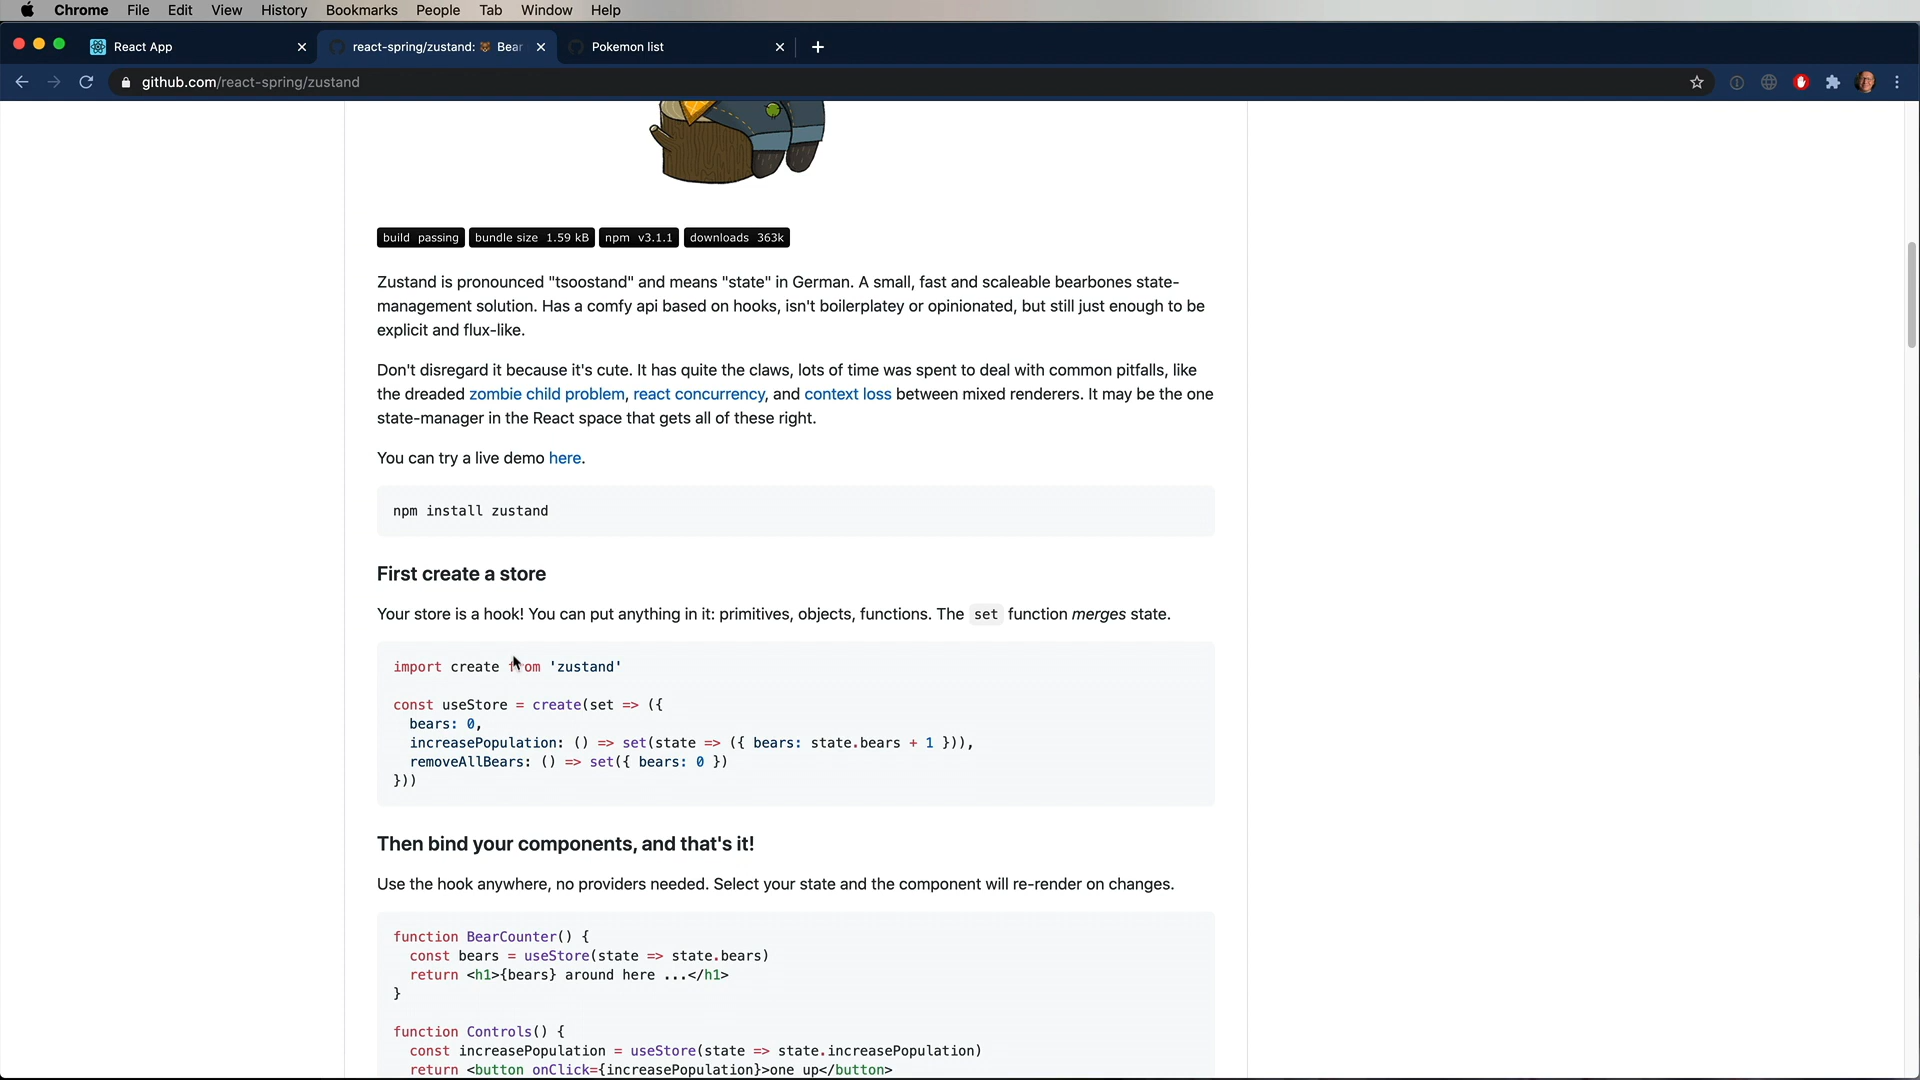 Chrome File Edit View History Bookmarks People Tab Window Help
React App
react-spring/zustand: 🐻 Bear
Pokemon list
github.com/react-spring/zustand
build passing
bundle size 1.59 kB
npm v3.1.1
downloads 363k
Zustand is pronounced "tsoostand" and means "state" in German. A small, fast and scaleable bearbones state-
management solution. Has a comfy api based on hooks, isn't boilerplatey or opinionated, but still just enough to be
explicit and flux-like.
Don't disregard it because it's cute. It has quite the claws, lots of time was spent to deal with common pitfalls, like
the dreaded zombie child problem, react concurrency, and context loss between mixed renderers. It may be the one
state-manager in the React space that gets all of these right.
You can try a live demo here.
npm install zustand
First create a store
Your store is a hook! You can put anything in it: primitives, objects, functions. The set function merges state.
import create from 'zustand'
const useStore = create(set => ({
bears: 0,
increasePopulation: () => set(state => ({ bears: state.bears + 1 })),
removeAllBears: () => set({ bears: 0 })
}))
Then bind your components, and that's it!
Use the hook anywhere, no providers needed. Select your state and the component will re-render on changes.
function BearCounter() {
const bears = useStore(state => state.bears)
return <h1>{bears} around here ...</h1>
}
function Controls() {
const increasePopulation = useStore(state => state.increasePopulation)
return <button onClick={increasePopulation}>one up</button>